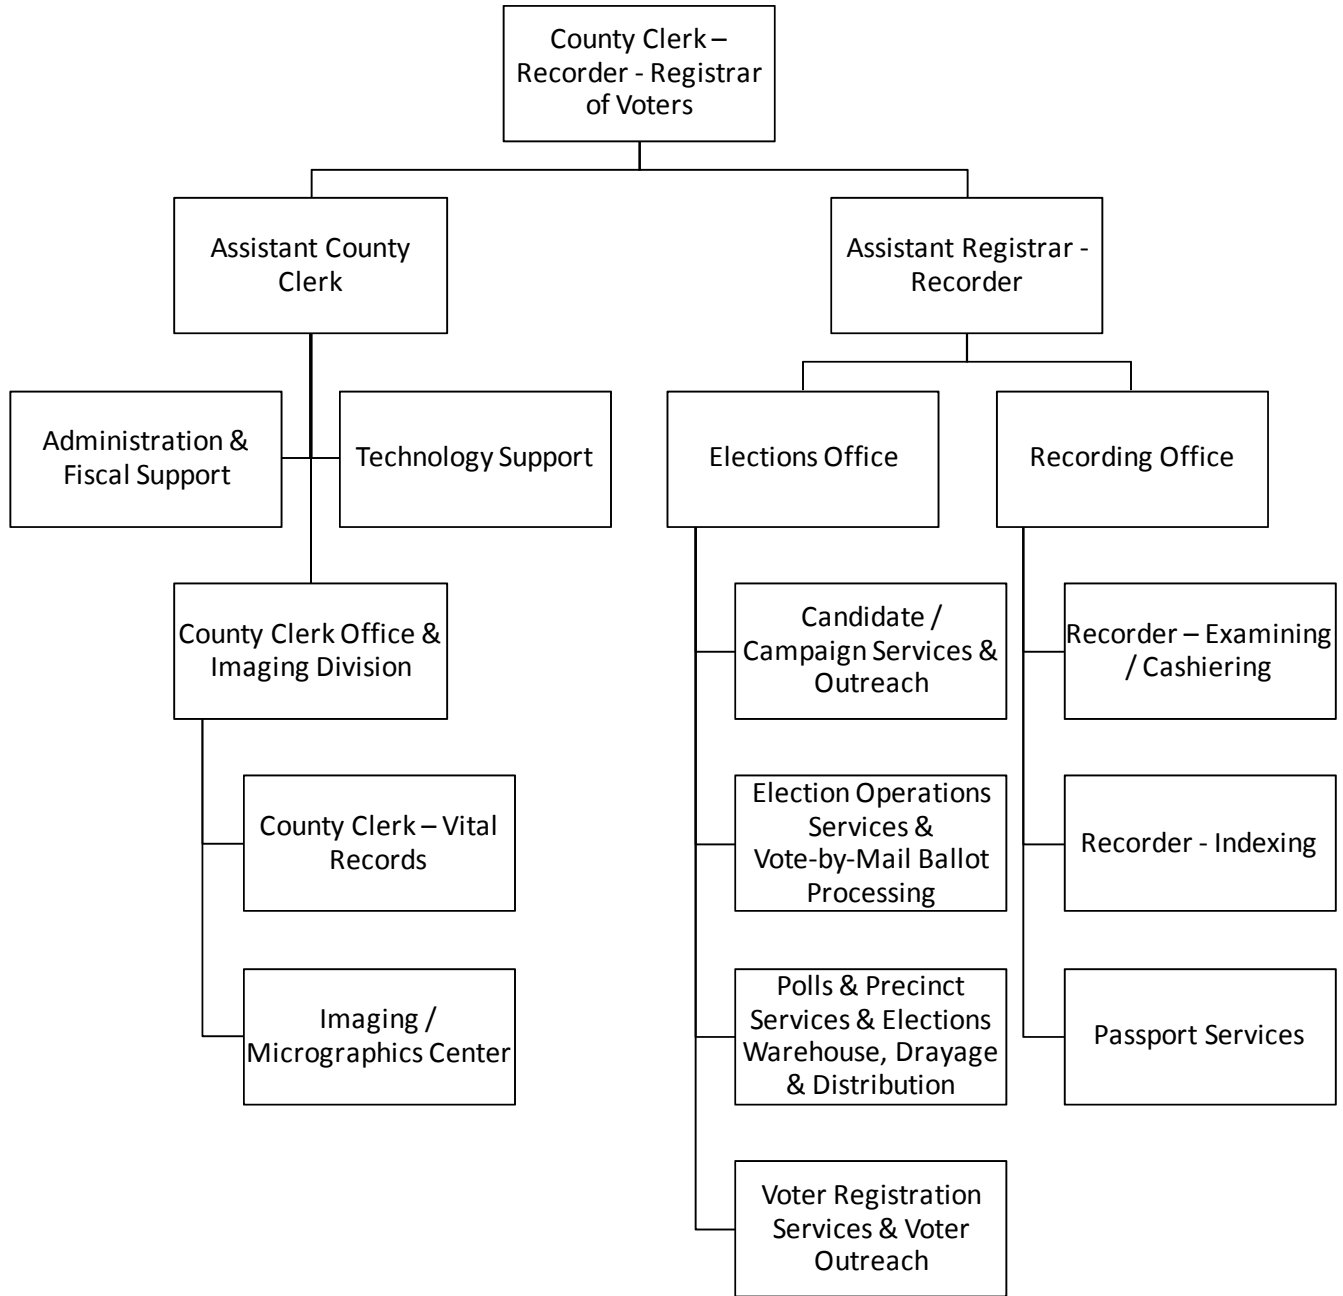 County Clerk –
Recorder - Registrar
of Voters
Assistant County
Clerk
Assistant Registrar -
Recorder
Administration &
Fiscal Support
Technology Support
Elections Office
Recording Office
County Clerk Office &
Imaging Division
Candidate /
Campaign Services &
Outreach
Recorder – Examining
/ Cashiering
County Clerk – Vital
Records
Election Operations
Services &
Vote-by-Mail Ballot
Processing
Recorder - Indexing
Imaging /
Micrographics Center
Polls & Precinct
Services & Elections
Warehouse, Drayage
& Distribution
Passport Services
Voter Registration
Services & Voter
Outreach